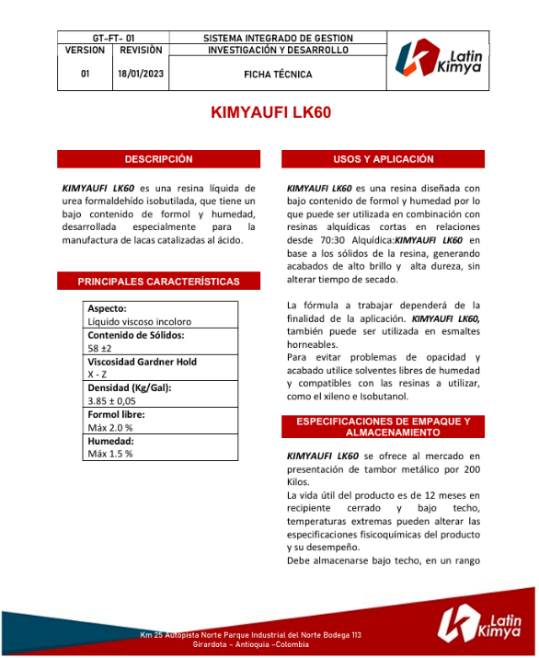 GT-FT- 01
SISTEMA INTEGRADO DE GESTION
VERSION
REVISIÒN
INVESTIGACIÓN Y DESARROLLO
01
18/01/2023
FICHA TÉCNICA
Latin
Kimya
KIMYAUFI LK60
DESCRIPCIÓN
KIMYAUFI LK60 es una resina líquida de
urea formaldehído isobutilada, que tiene un
bajo contenido de formol y humedad,
desarrollada especialmente para la
manufactura de lacas catalizadas al ácido.
PRINCIPALES CARACTERÍSTICAS
Aspecto:
Líquido viscoso incoloro
Contenido de Sólidos:
58 ±2
Viscosidad Gardner Hold
X - Z
Densidad (Kg/Gal):
3.85 ± 0,05
Formol libre:
Máx 2.0 %
Humedad:
Máx 1.5 %
USOS Y APLICACIÓN
KIMYAUFI LK60 es una resina diseñada con
bajo contenido de formol y humedad por lo
que puede ser utilizada en combinación con
resinas alquídicas cortas en relaciones
desde 70:30 Alquídica:KIMYAUFI LK60 en
base a los sólidos de la resina, generando
acabados de alto brillo y alta dureza, sin
alterar tiempo de secado.
La fórmula a trabajar dependerá de la
finalidad de la aplicación. KIMYAUFI LK60,
también puede ser utilizada en esmaltes
horneables.
Para evitar problemas de opacidad y
acabado utilice solventes libres de humedad
y compatibles con las resinas a utilizar,
como el xileno e Isobutanol.
ESPECIFICACIONES DE EMPAQUE Y
ALMACENAMIENTO
KIMYAUFI LK60 se ofrece al mercado en
presentación de tambor metálico por 200
Kilos.
La vida útil del producto es de 12 meses en
recipiente cerrado y bajo techo,
temperaturas extremas pueden alterar las
especificaciones fisicoquímicas del producto
y su desempeño.
Debe almacenarse bajo techo, en un rango
Km 25 Autopista Norte Parque Industrial del Norte Bodega 113
Girardota – Antioquia –Colombia
Latin
Kimya